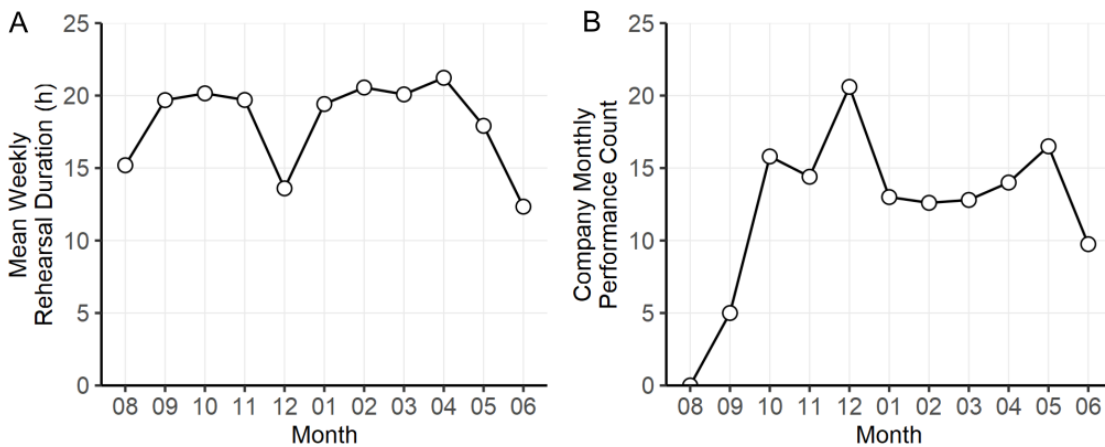 A
Mean Weekly
Rehearsal Duration (h)
25
20
15
10
5
0
08 09 10 11 12 01 02 03 04 05 06
Month
B
Company Monthly
Performance Count
25
20
15
10
5
0
08 09 10 11 12 01 02 03 04 05 06
Month